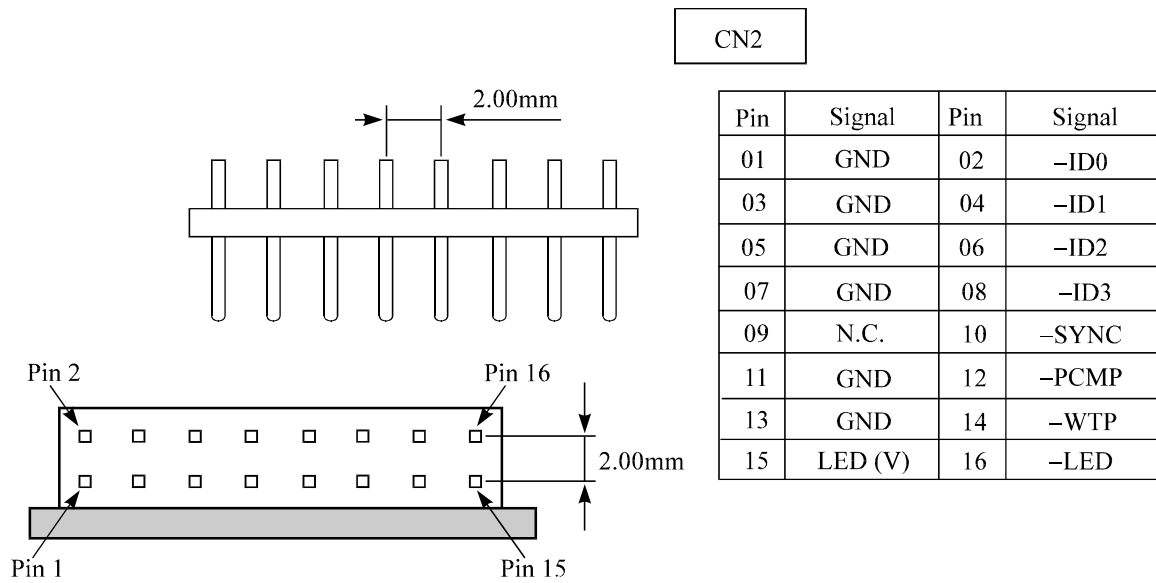 CN2
2.00mm
Pin Signal Pin Signal
01 GND 02 –ID0
03 GND 04 –ID1
05 GND 06 –ID2
07 GND 08 –ID3
09 N.C. 10 –SYNC
11 GND 12 –PCMP
13 GND 14 –WTP
15 LED (V) 16 –LED
Pin 2 Pin 16
2.00mm
Pin 1 Pin 15